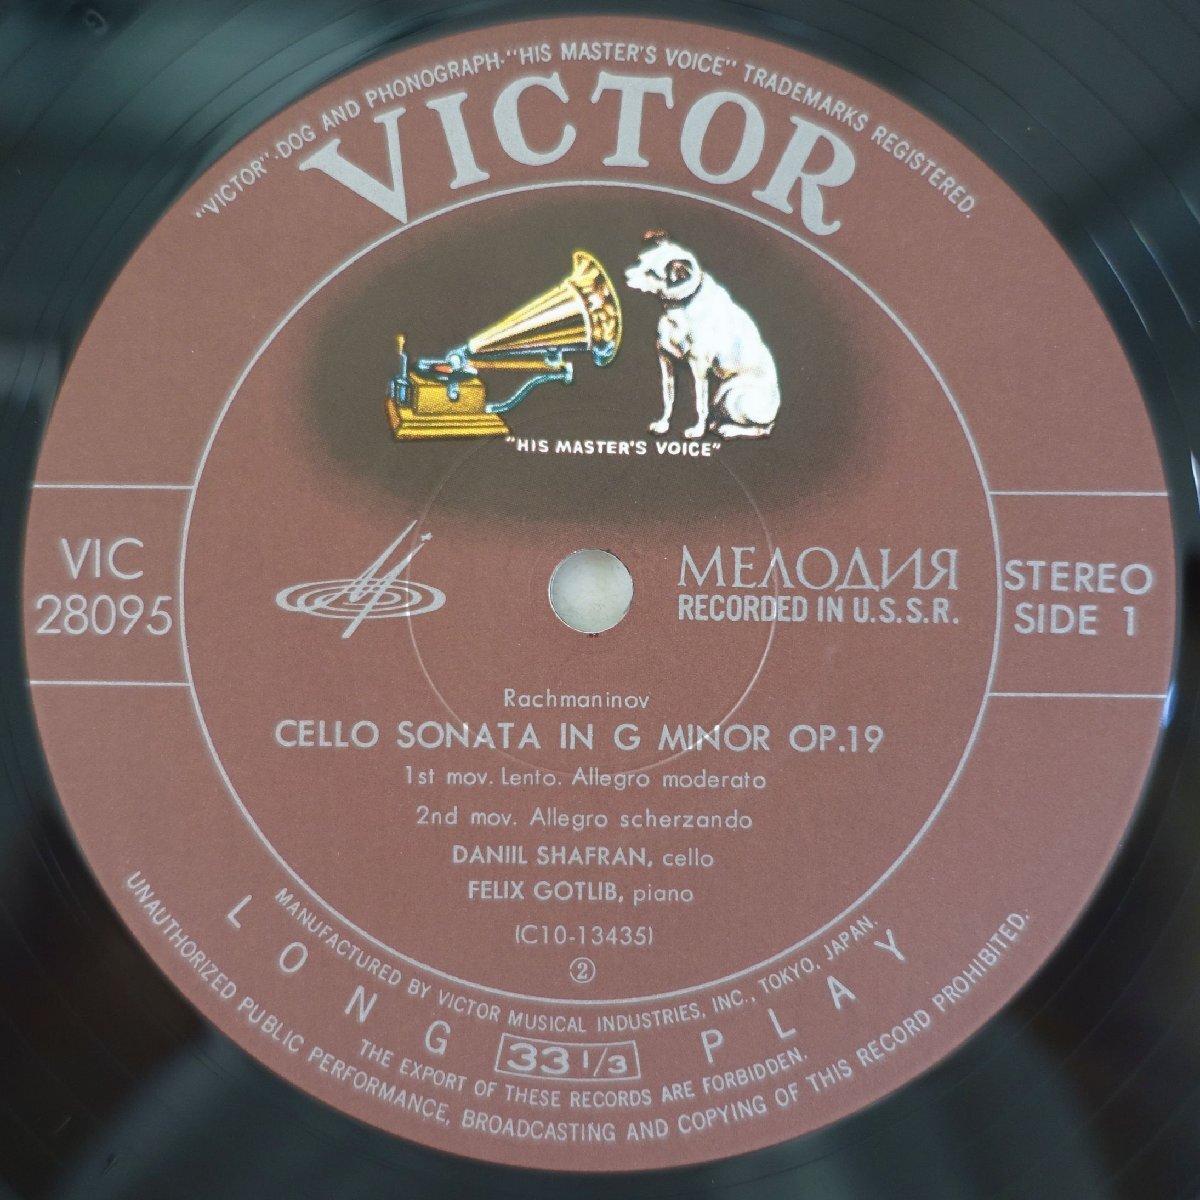 "VICTOR"·DOG AND PHONOGRAPH·"HIS MASTER'S VOICE" TRADEMARKS REGISTERED.
VICTOR
"HIS MASTER'S VOICE"
VIC
28095
МЕЛОДИЯ
RECORDED IN U.S.S.R.
STEREO
SIDE 1
Rachmaninov
CELLO SONATA IN G MINOR OP.19
1st mov. Lento. Allegro moderato
2nd mov. Allegro scherzando
DANIIL SHAFRAN, cello
FELIX GOTLIB, piano
(C10-13435)
②
MANUFACTURED BY VICTOR MUSICAL INDUSTRIES, INC., TOKYO, JAPAN.
LONG 33 1/3 PLAY
THE EXPORT OF THESE RECORDS ARE FORBIDDEN.
UNAUTHORIZED PUBLIC PERFORMANCE, BROADCASTING AND COPYING OF THIS RECORD PROHIBITED.